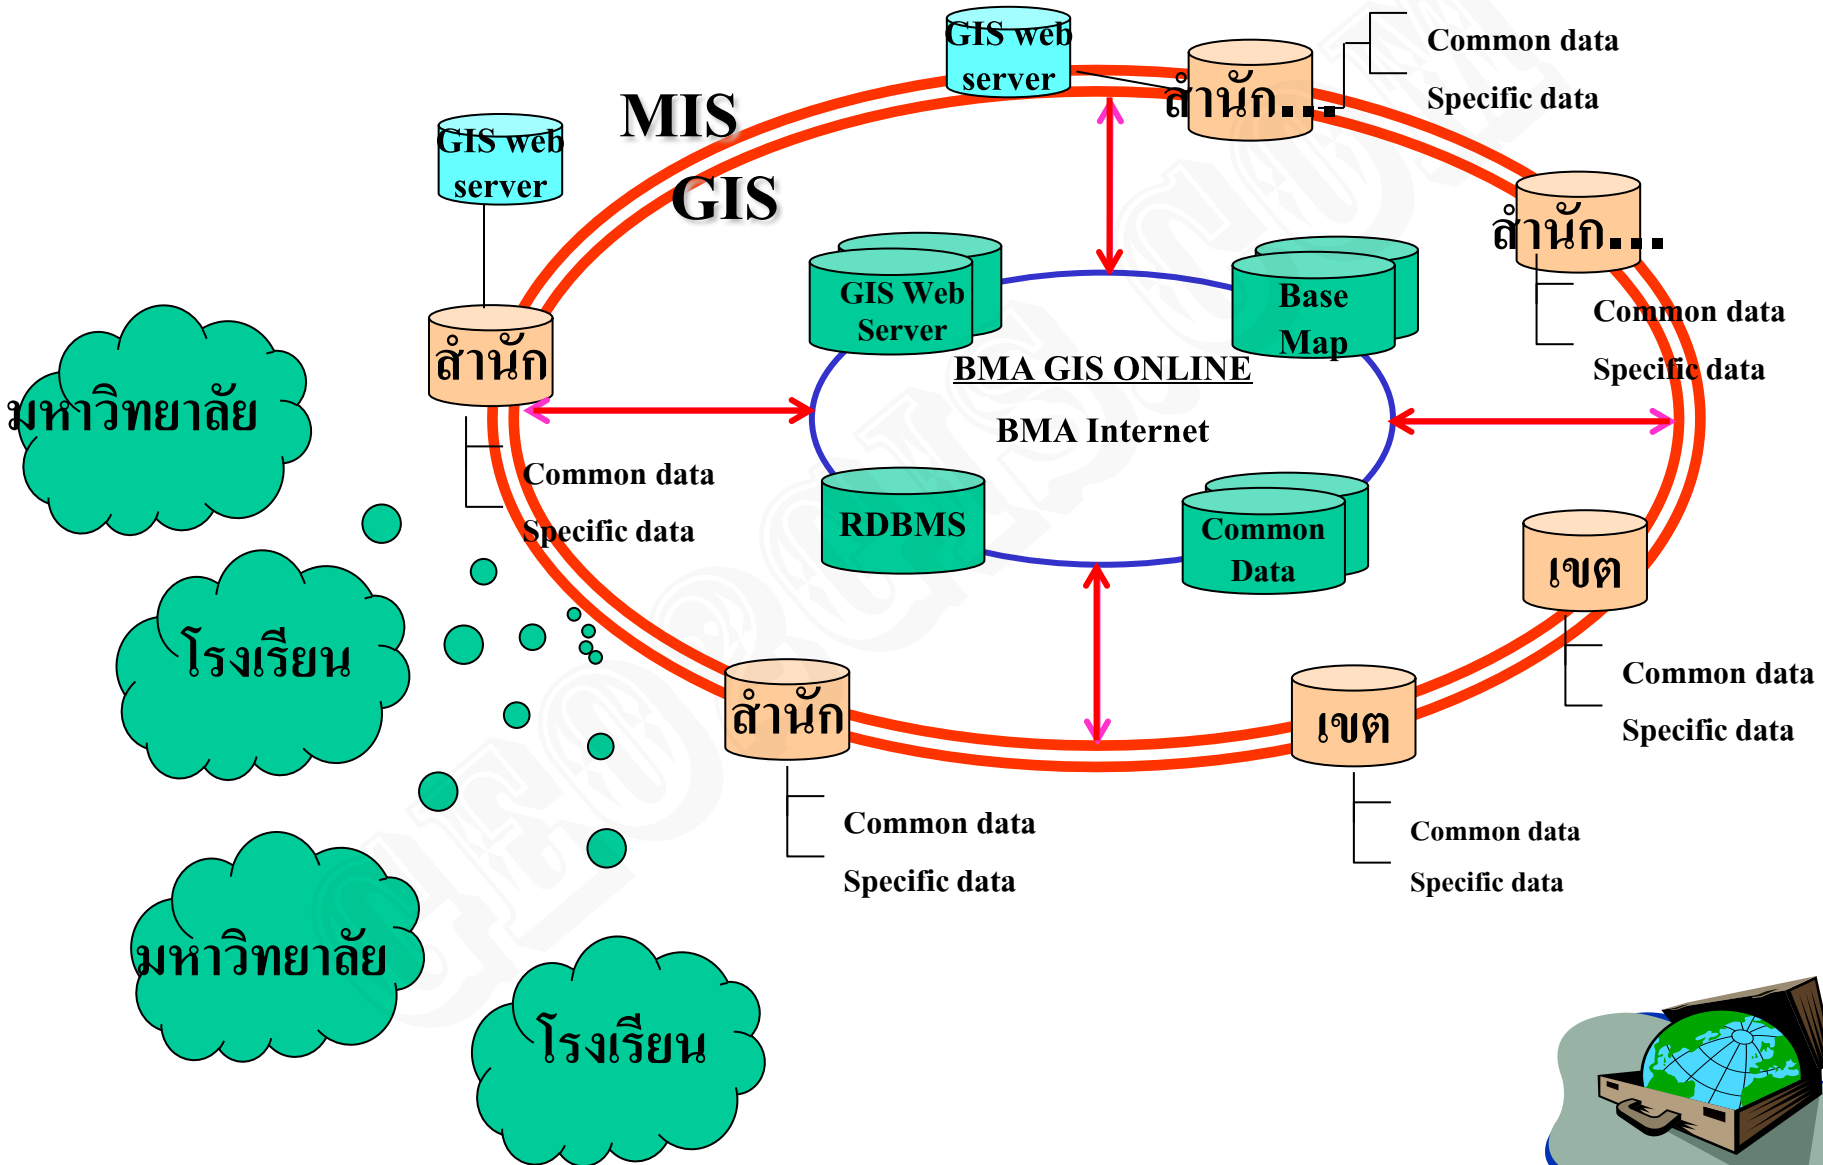 GIS web
server
สำนัก...
Common data
Specific data
MIS
GIS
GIS web
server
สำนัก...
Common data
Specific data
GIS Web
Server
Base
Map
BMA GIS ONLINE
BMA Internet
RDBMS
Common
Data
สำนัก
Common data
Specific data
มหาวิทยาลัย
โรงเรียน
มหาวิทยาลัย
โรงเรียน
สำนัก
Common data
Specific data
เขต
Common data
Specific data
เขต
Common data
Specific data